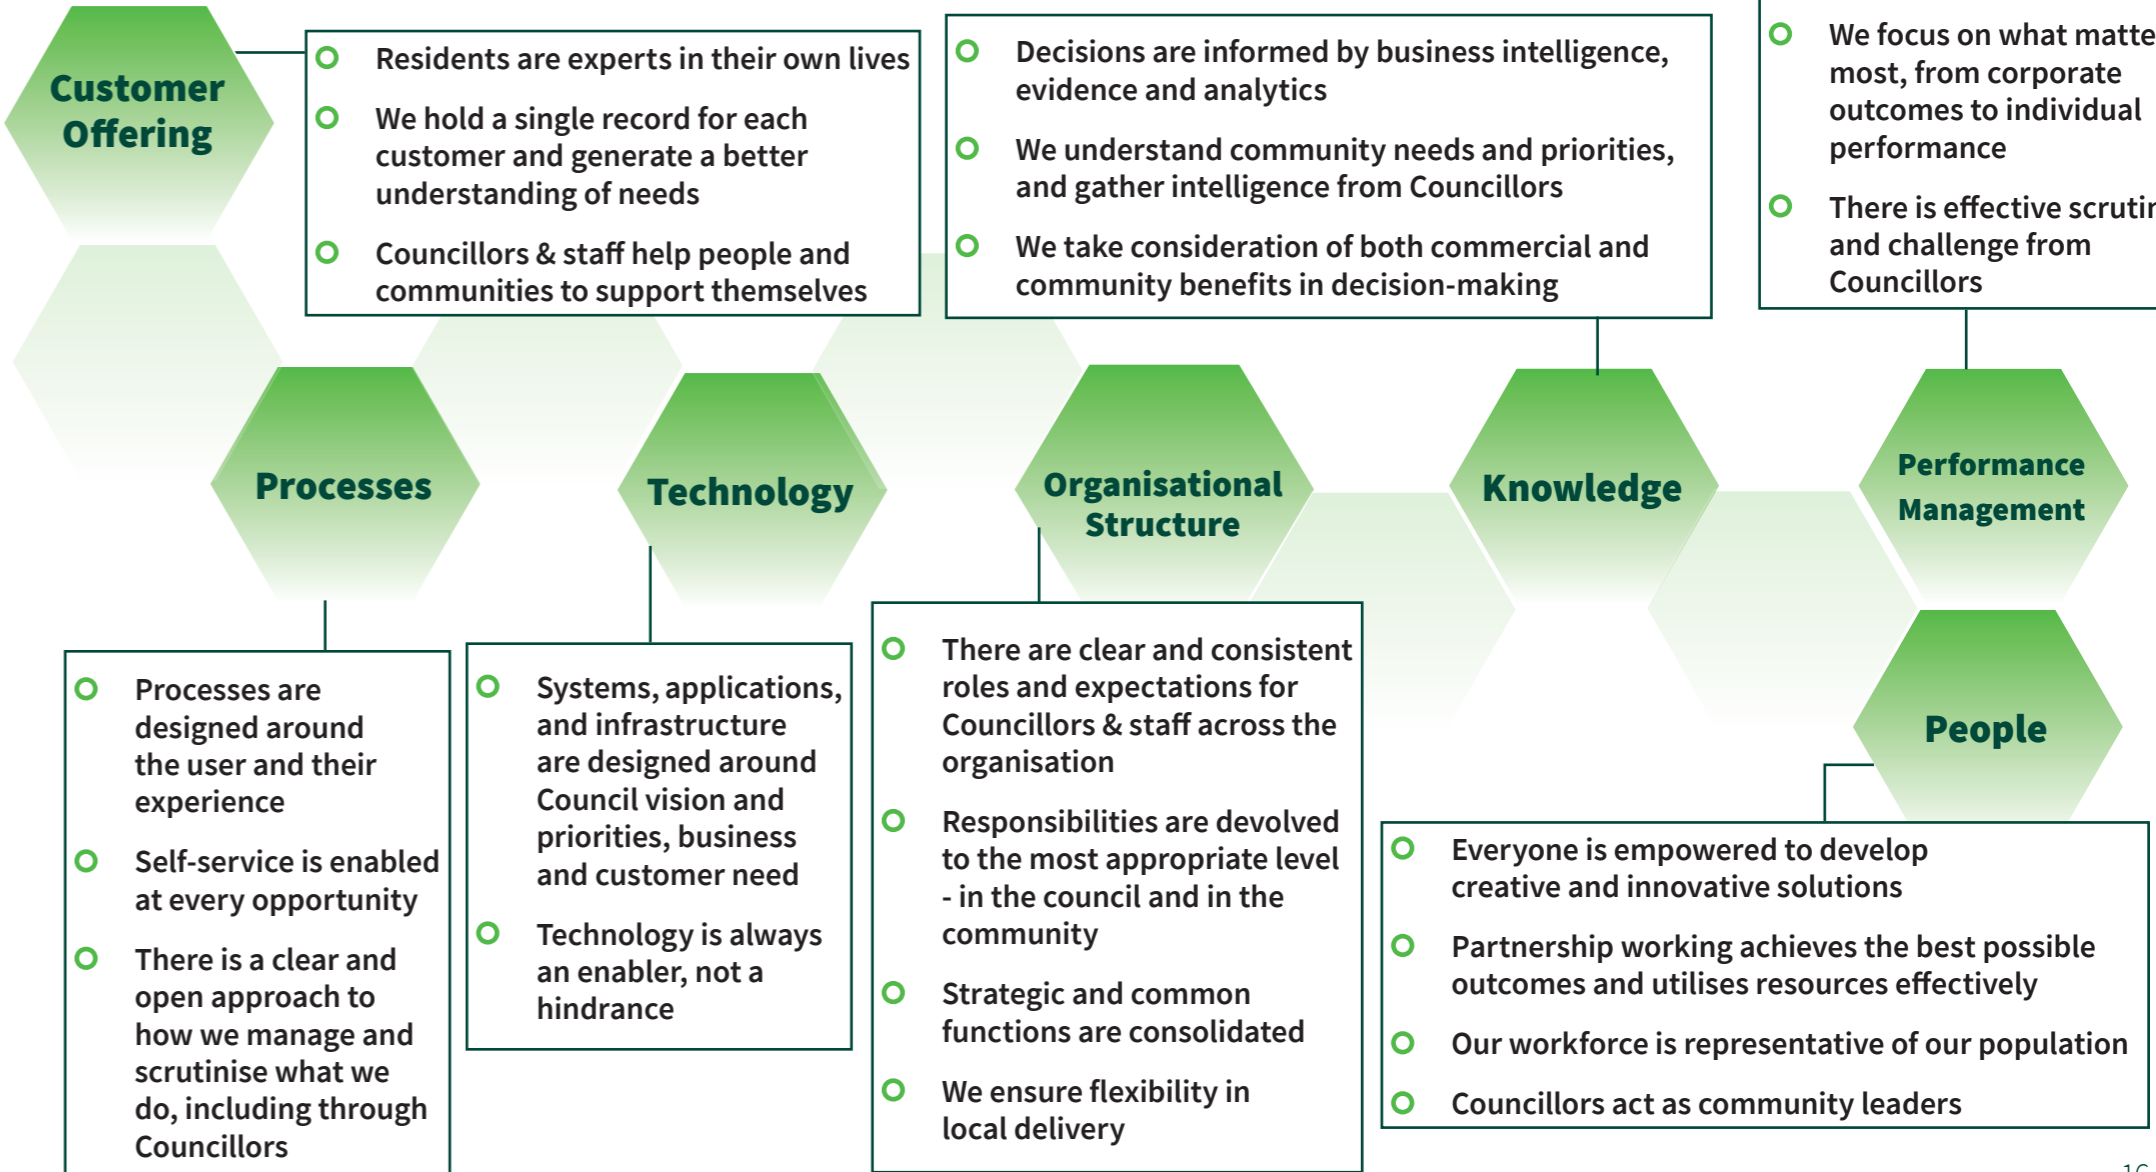 Customer
Offering
Residents are experts in their own lives
We hold a single record for each
customer and generate a better
understanding of needs
Councillors & staff help people and
communities to support themselves
Decisions are informed by business intelligence,
evidence and analytics
We understand community needs and priorities,
and gather intelligence from Councillors
We take consideration of both commercial and
community benefits in decision-making
We focus on what
most, from corporate
outcomes to individual
performance
There is effective
and challenge from
Councillors
Processes
Technology
Organisational
Structure
Knowledge
Performance
Management
People
Processes are
designed around
the user and their
experience
Self-service is enabled
at every opportunity
There is a clear and
open approach to
how we manage and
scrutinise what we
do, including through
Councillors
Systems, applications,
and infrastructure
are designed around
Council vision and
priorities, business
and customer need
Technology is always
an enabler, not a
hindrance
There are clear and consistent
roles and expectations for
Councillors & staff across the
organisation
Responsibilities are devolved
to the most appropriate level
- in the council and in the
community
Strategic and common
functions are consolidated
We ensure flexibility in
local delivery
Everyone is empowered to develop
creative and innovative solutions
Partnership working achieves the best possible
outcomes and utilises resources effectively
Our workforce is representative of our population
Councillors act as community leaders